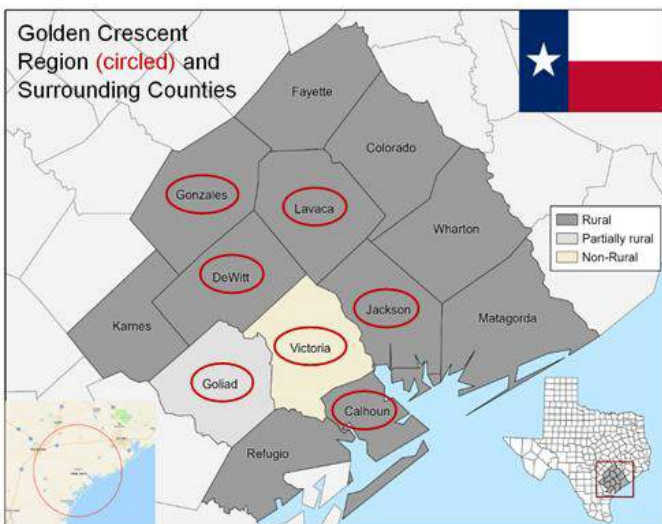 Golden Crescent
Region (circled) and
Surrounding Counties
Fayette
Colorado
Gonzales
Lavaca
Wharton
Rural
Partially rural
Non-Rural
DeWitt
Jackson
Karnes
Matagorda
Victoria
Goliad
Calhoun
Refugio